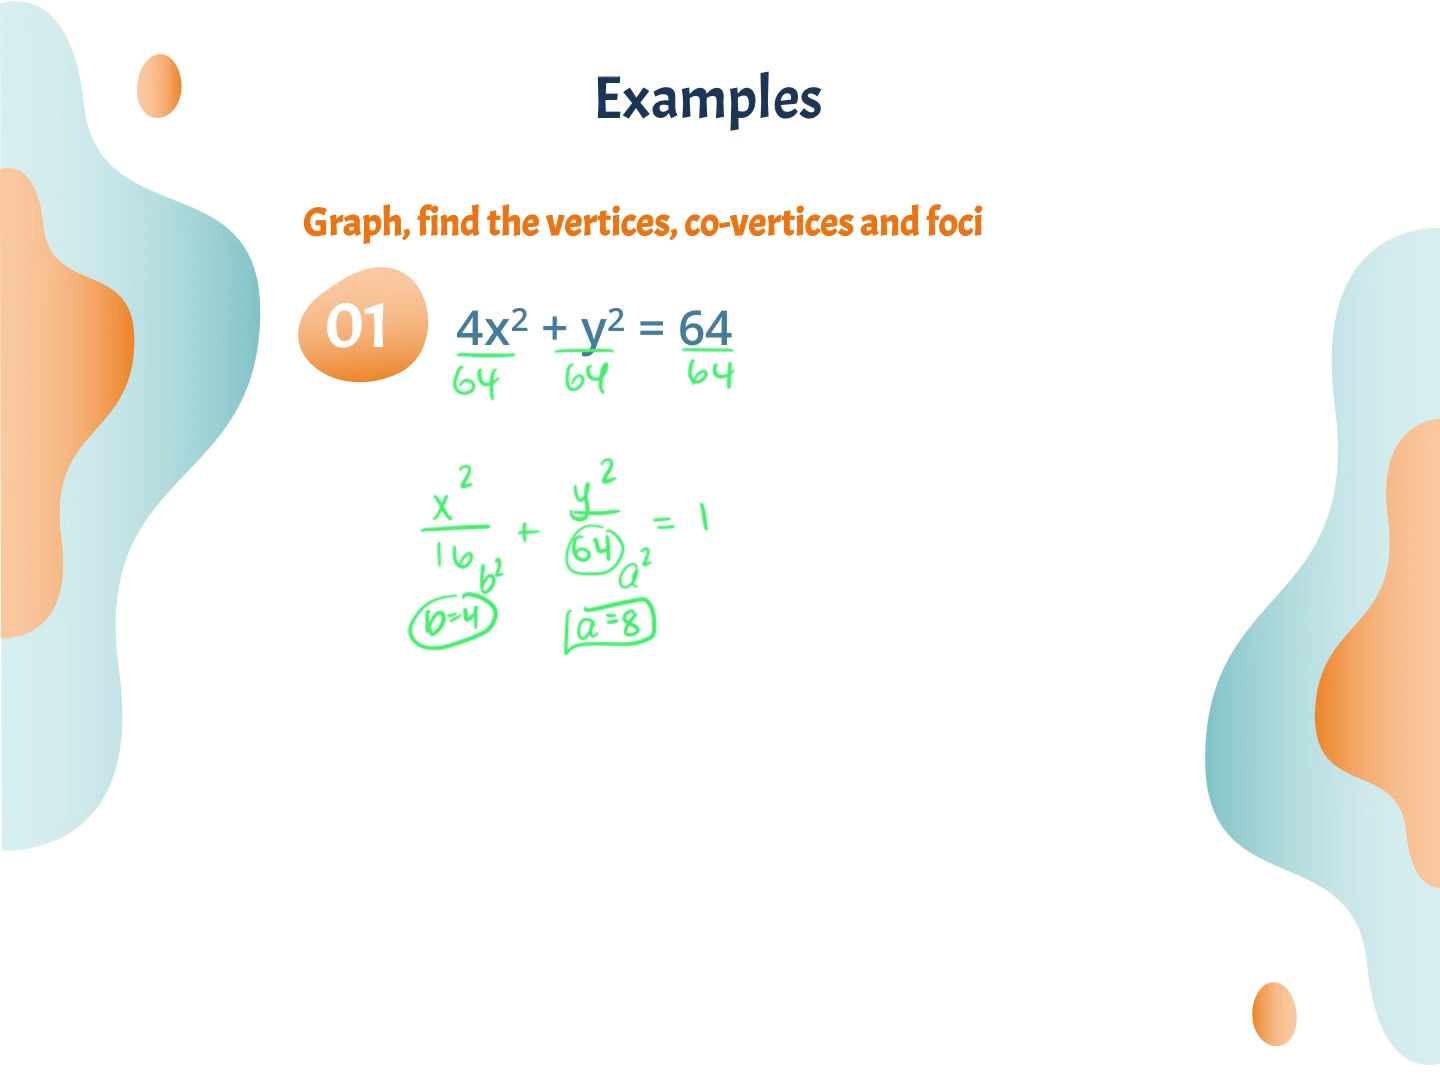 Examples
Graph, find the vertices, co-vertices and foci
01 4x² + y² = 64
64 64 64
x²/16 b² + y²/64 a² = 1
b=4 a=8